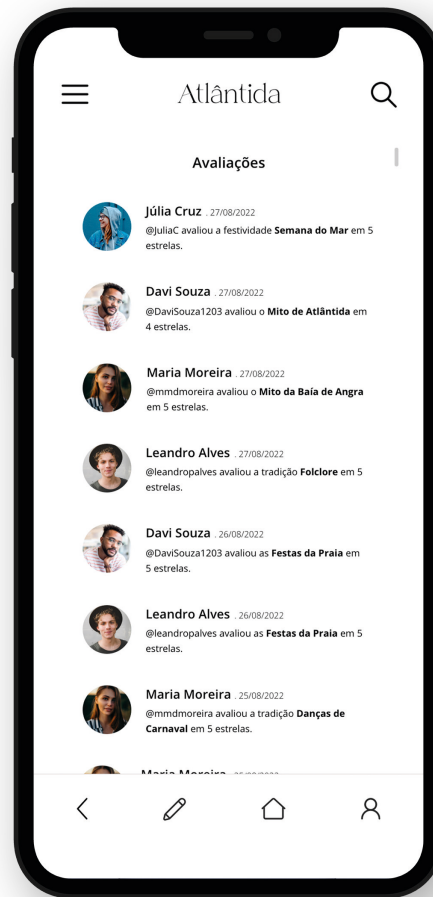 Atlântida
Avaliações
Júlia Cruz . 27/08/2022
@JuliaC avaliou a festividade Semana do Mar em 5
estrelas.
Davi Souza . 27/08/2022
@DaviSouza1203 avaliou o Mito de Atlântida em
4 estrelas.
Maria Moreira . 27/08/2022
@mmdmoreira avaliou o Mito da Baía de Angra
em 5 estrelas.
Leandro Alves . 27/08/2022
@leandropalves avaliou a tradição Folclore em 5
estrelas.
Davi Souza . 26/08/2022
@DaviSouza1203 avaliou as Festas da Praia em
5 estrelas.
Leandro Alves . 26/08/2022
@leandropalves avaliou as Festas da Praia em 5
estrelas.
Maria Moreira . 25/08/2022
@mmdmoreira avaliou a tradição Danças de
Carnaval em 5 estrelas.
Maria Moreira